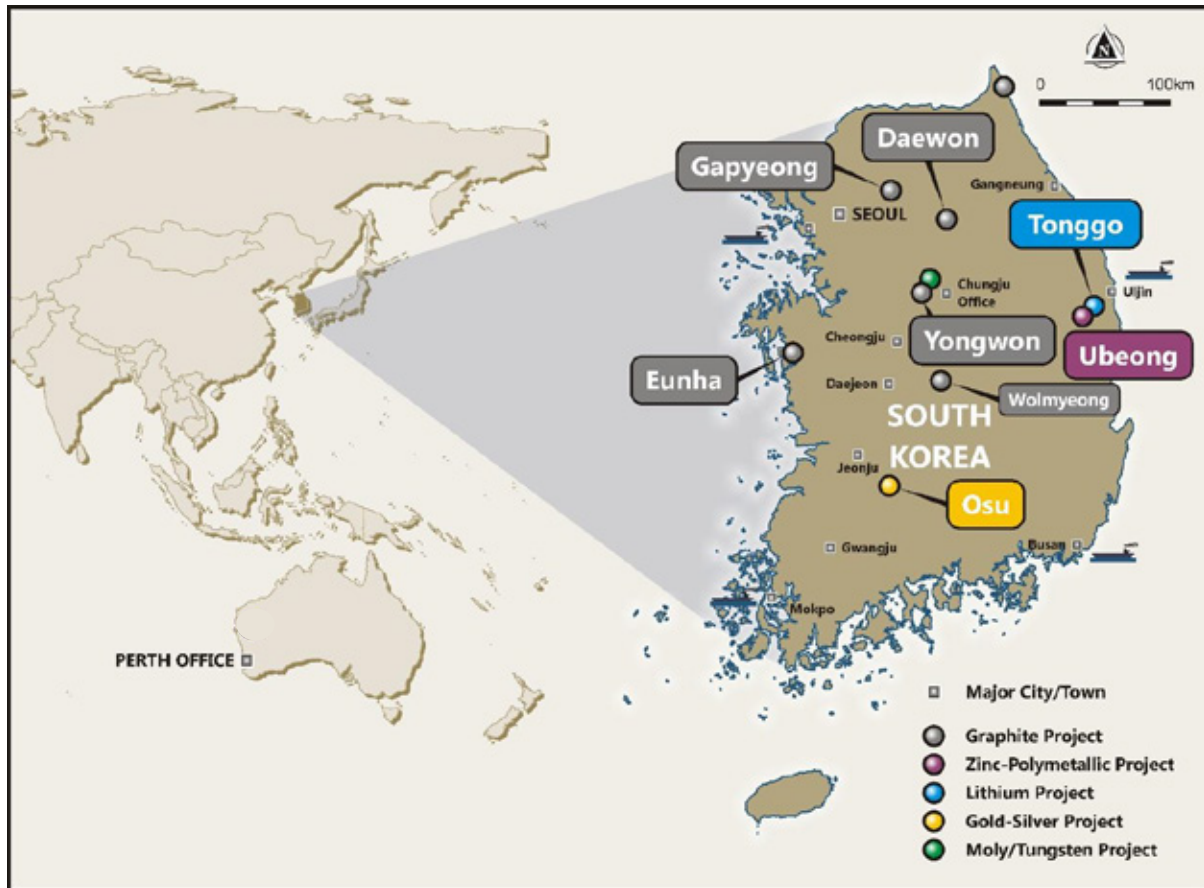 N
0 100km
Daewon
Gapyeong
Gangneung
SEOUL
Tonggo
Uljin
Chungju
Office
Cheongju
Yongwon
Ubeong
Eunha
Daejeon
Wolmyeong
SOUTH
KOREA
Jeonju
Osu
Gwangju
Busan
Mokpo
PERTH OFFICE
Major City/Town
Graphite Project
Zinc-Polymetallic Project
Lithium Project
Gold-Silver Project
Moly/Tungsten Project